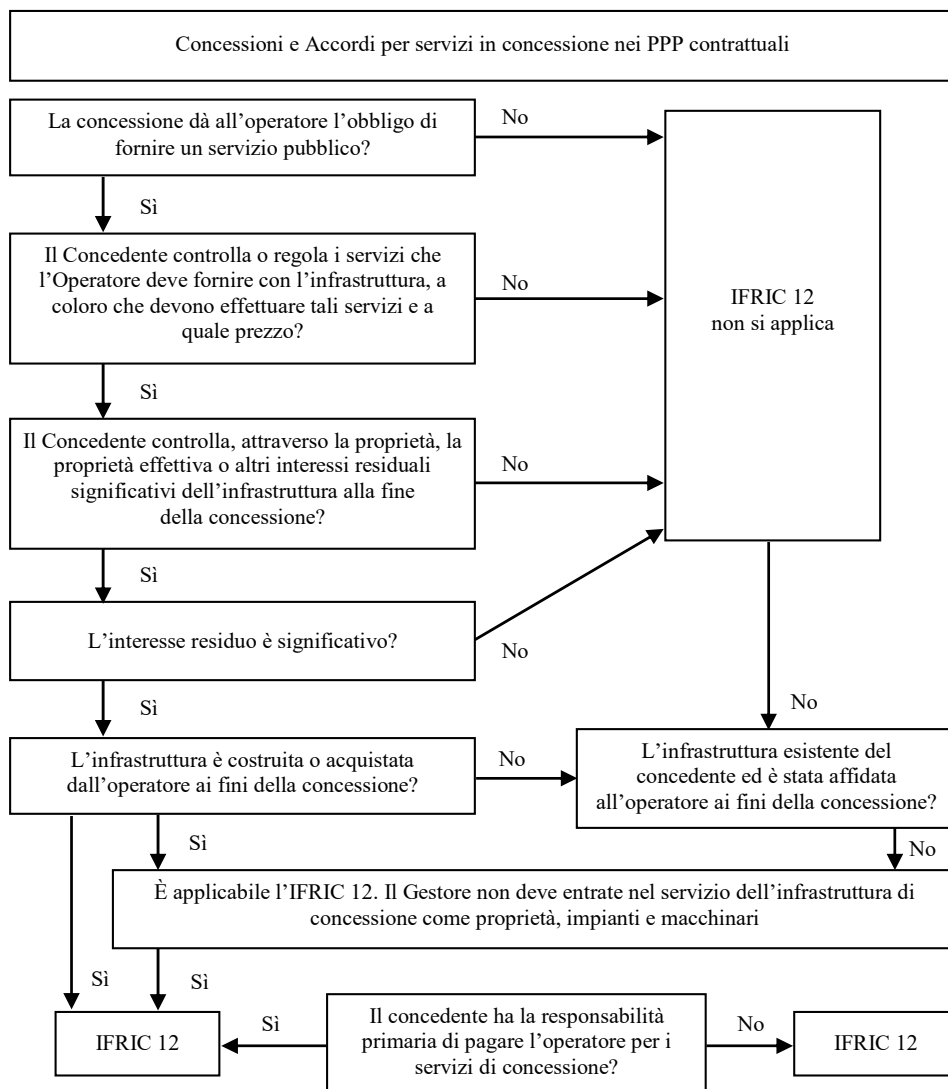 Concessioni e Accordi per servizi in concessione nei PPP contrattuali
La concessione dà all’operatore l’obbligo di
fornire un servizio pubblico?
No
Sì
Il Concedente controlla o regola i servizi che
l’Operatore deve fornire con l’infrastruttura, a
coloro che devono effettuare tali servizi e a
quale prezzo?
No
IFRIC 12
non si applica
Sì
Il Concedente controlla, attraverso la proprietà, la
proprietà effettiva o altri interessi residuali
significativi dell’infrastruttura alla fine
della concessione?
No
Sì
L’interesse residuo è significativo?
No
Sì
No
L’infrastruttura è costruita o acquistata
dall’operatore ai fini della concessione?
No
L’infrastruttura esistente del
concedente ed è stata affidata
all’operatore ai fini della concessione?
Sì
No
È applicabile l’IFRIC 12. Il Gestore non deve entrate nel servizio dell’infrastruttura di
concessione come proprietà, impianti e macchinari
Sì
Sì
IFRIC 12
Sì
Il concedente ha la responsabilità
primaria di pagare l’operatore per i
servizi di concessione?
No
IFRIC 12